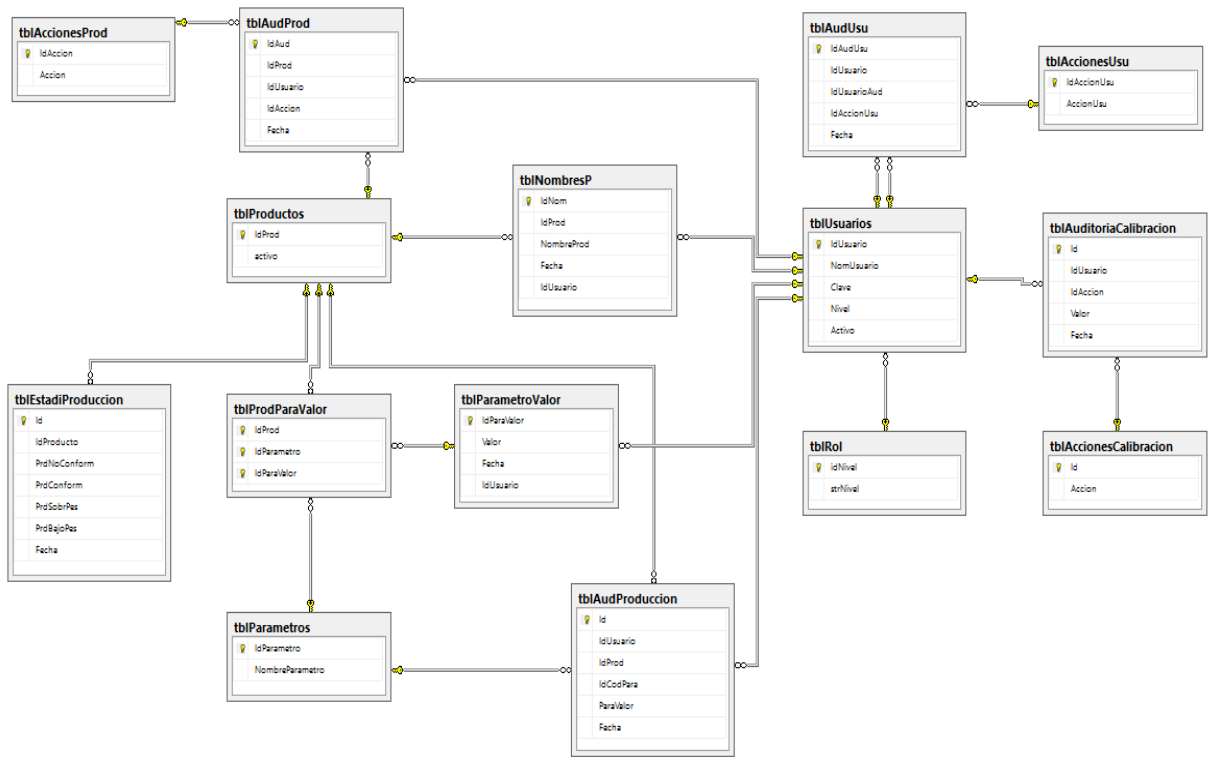 tblAccionesProd
IdAccion
Accion
tblAudProd
IdAud
IdProd
IdUsuario
IdAccion
Fecha
tblAudUsu
IdAudUsu
IdUsuario
IdUsuarioAud
IdAccionUsu
Fecha
tblAccionesUsu
IdAccionUsu
AccionUsu
tblProductos
IdProd
activo
tblNombresP
IdNom
IdProd
NombreProd
Fecha
IdUsuario
tblUsuarios
IdUsuario
NomUsuario
Clave
Nivel
Activo
tblAuditoriaCalibracion
Id
IdUsuario
IdAccion
Valor
Fecha
tblEstadiProduccion
Id
IdProducto
PrdNoConform
PrdConform
PrdSobrPes
PrdBajoPes
Fecha
tblProdParaValor
IdProd
IdParametro
IdParaValor
tblParametroValor
IdParaValor
Valor
Fecha
IdUsuario
tblRol
idNivel
strNivel
tblAccionesCalibracion
Id
Accion
tblParametros
IdParametro
NombreParametro
tblAudProduccion
Id
IdUsuario
IdProd
IdCodPara
ParaValor
Fecha